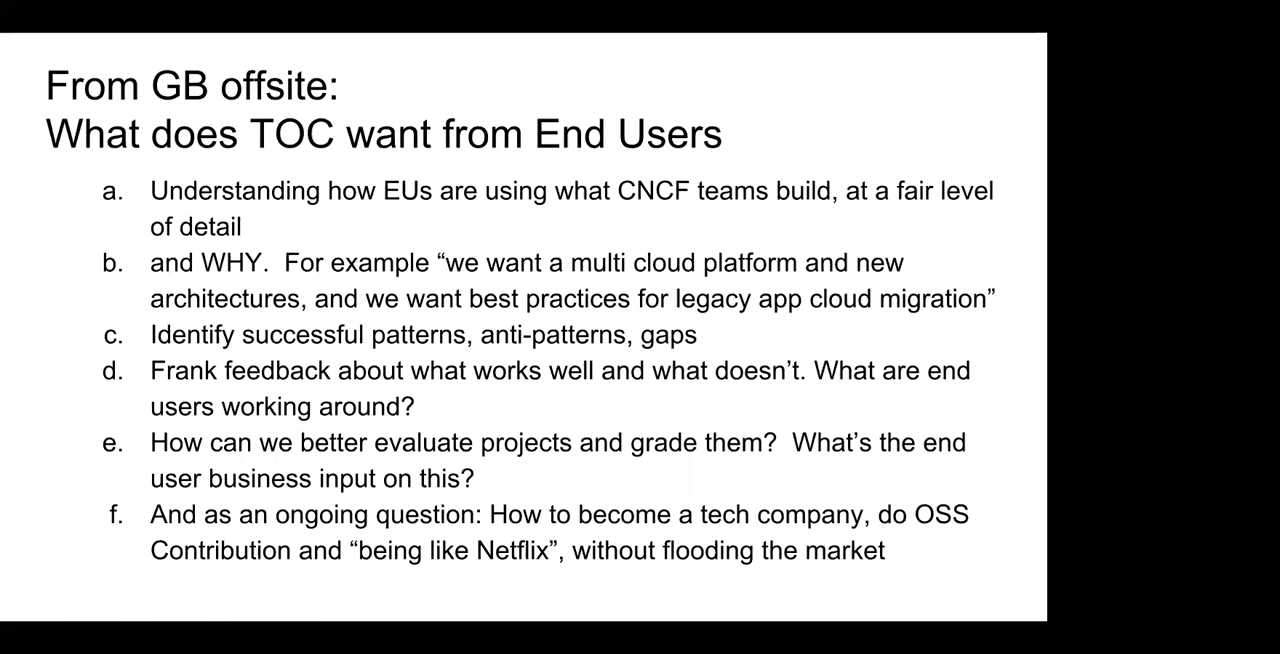 From GB offsite:
What does TOC want from End Users
a. Understanding how EUs are using what CNCF teams build, at a fair level
of detail
b. and WHY.  For example “we want a multi cloud platform and new
architectures, and we want best practices for legacy app cloud migration”
c. Identify successful patterns, anti-patterns, gaps
d. Frank feedback about what works well and what doesn’t. What are end
users working around?
e. How can we better evaluate projects and grade them?  What’s the end
user business input on this?
f. And as an ongoing question: How to become a tech company, do OSS
Contribution and “being like Netflix”, without flooding the market